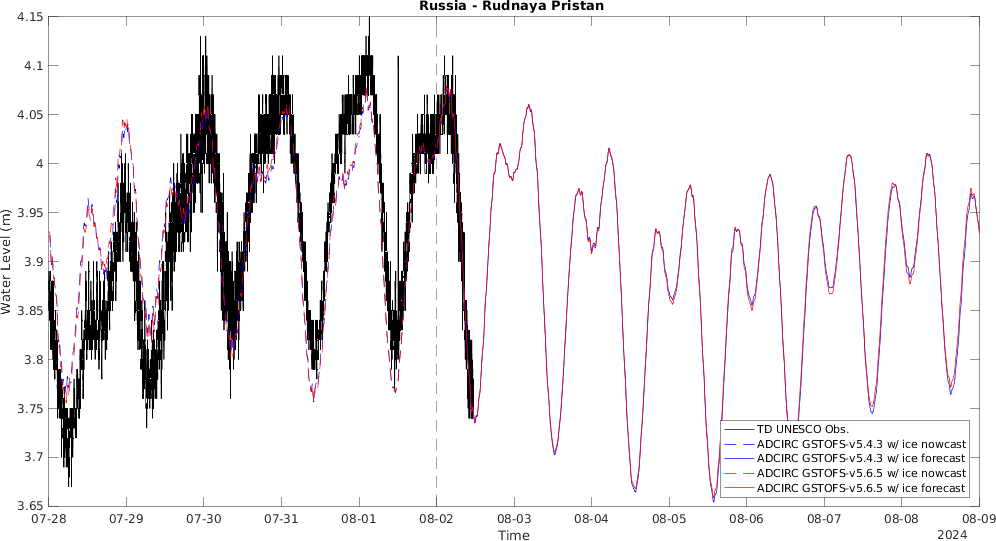 Russia - Rudnaya Pristan
Water Level (m)
4.15
4.1
4.05
4
3.95
3.9
3.85
3.8
3.75
3.7
3.65
TD UNESCO Obs.
ADCIRC GSTOFS-v5.4.3 w/ ice nowcast
ADCIRC GSTOFS-v5.4.3 w/ ice forecast
ADCIRC GSTOFS-v5.6.5 w/ ice nowcast
ADCIRC GSTOFS-v5.6.5 w/ ice forecast
07-28 07-29 07-30 07-31 08-01 08-02 08-03 08-04 08-05 08-06 08-07 08-08 08-09
Time
2024